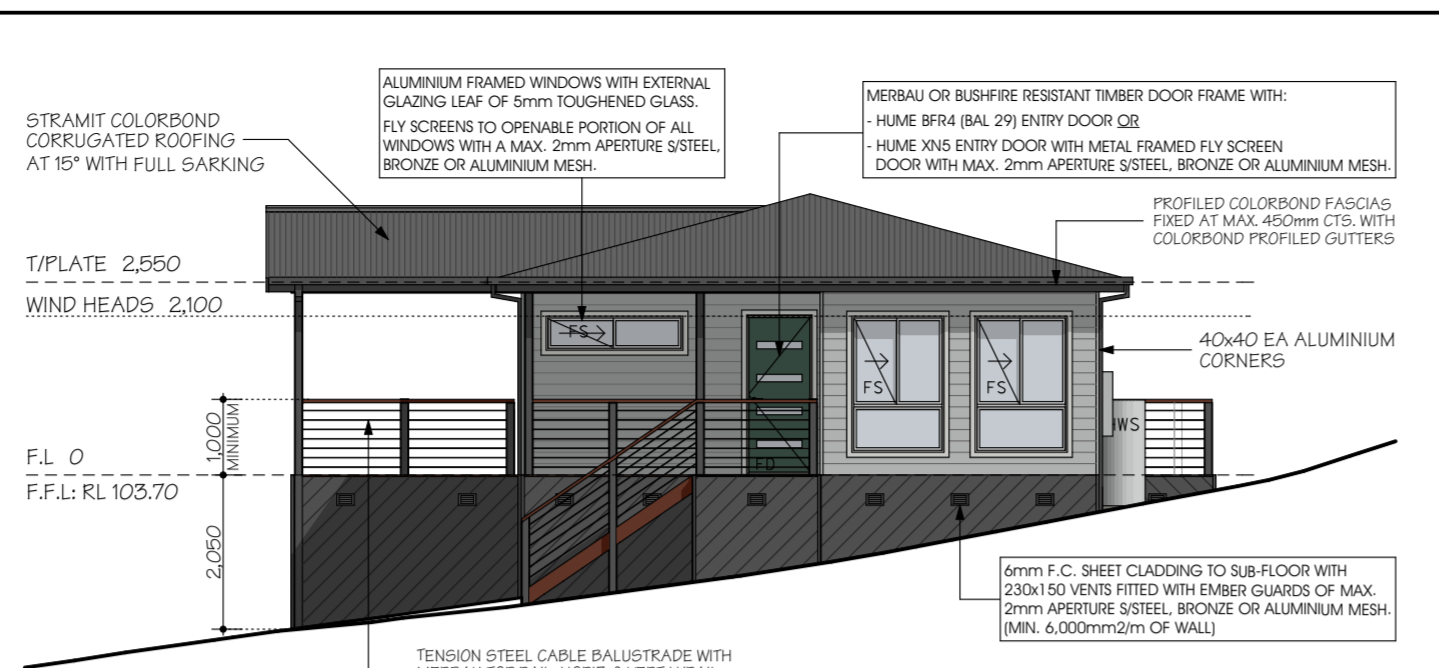 ALUMINIUM FRAMED WINDOWS WITH EXTERNAL
GLAZING LEAF OF 5mm TOUGHENED GLASS.
FLY SCREENS TO OPENABLE PORTION OF ALL
WINDOWS WITH A MAX. 2mm APERTURE S/STEEL,
BRONZE OR ALUMINIUM MESH.
MERBAU OR BUSHFIRE RESISTANT TIMBER DOOR FRAME WITH:
- HUME BFR4 (BAL 29) ENTRY DOOR OR
- HUME XN5 ENTRY DOOR WITH METAL FRAMED FLY SCREEN
DOOR WITH MAX. 2mm APERTURE S/STEEL, BRONZE OR ALUMINIUM MESH.
STRAMIT COLORBOND
CORRUGATED ROOFING
AT 15° WITH FULL SARKING
PROFILED COLORBOND FASCIAS
FIXED AT MAX. 450mm CTS. WITH
COLORBOND PROFILED GUTTERS
T/PLATE 2,550
WIND HEADS 2,100
FS
FS
FS
40x40 EA ALUMINIUM
CORNERS
1,000
MINIMUM
HWS
F.L 0
FD
F.F.L: RL 103.70
2,050
6mm F.C. SHEET CLADDING TO SUB-FLOOR WITH
230x150 VENTS FITTED WITH EMBER GUARDS OF MAX.
2mm APERTURE S/STEEL, BRONZE OR ALUMINIUM MESH.
(MIN. 6,000mm2/m OF WALL)
TENSION STEEL CABLE BALUSTRADE WITH